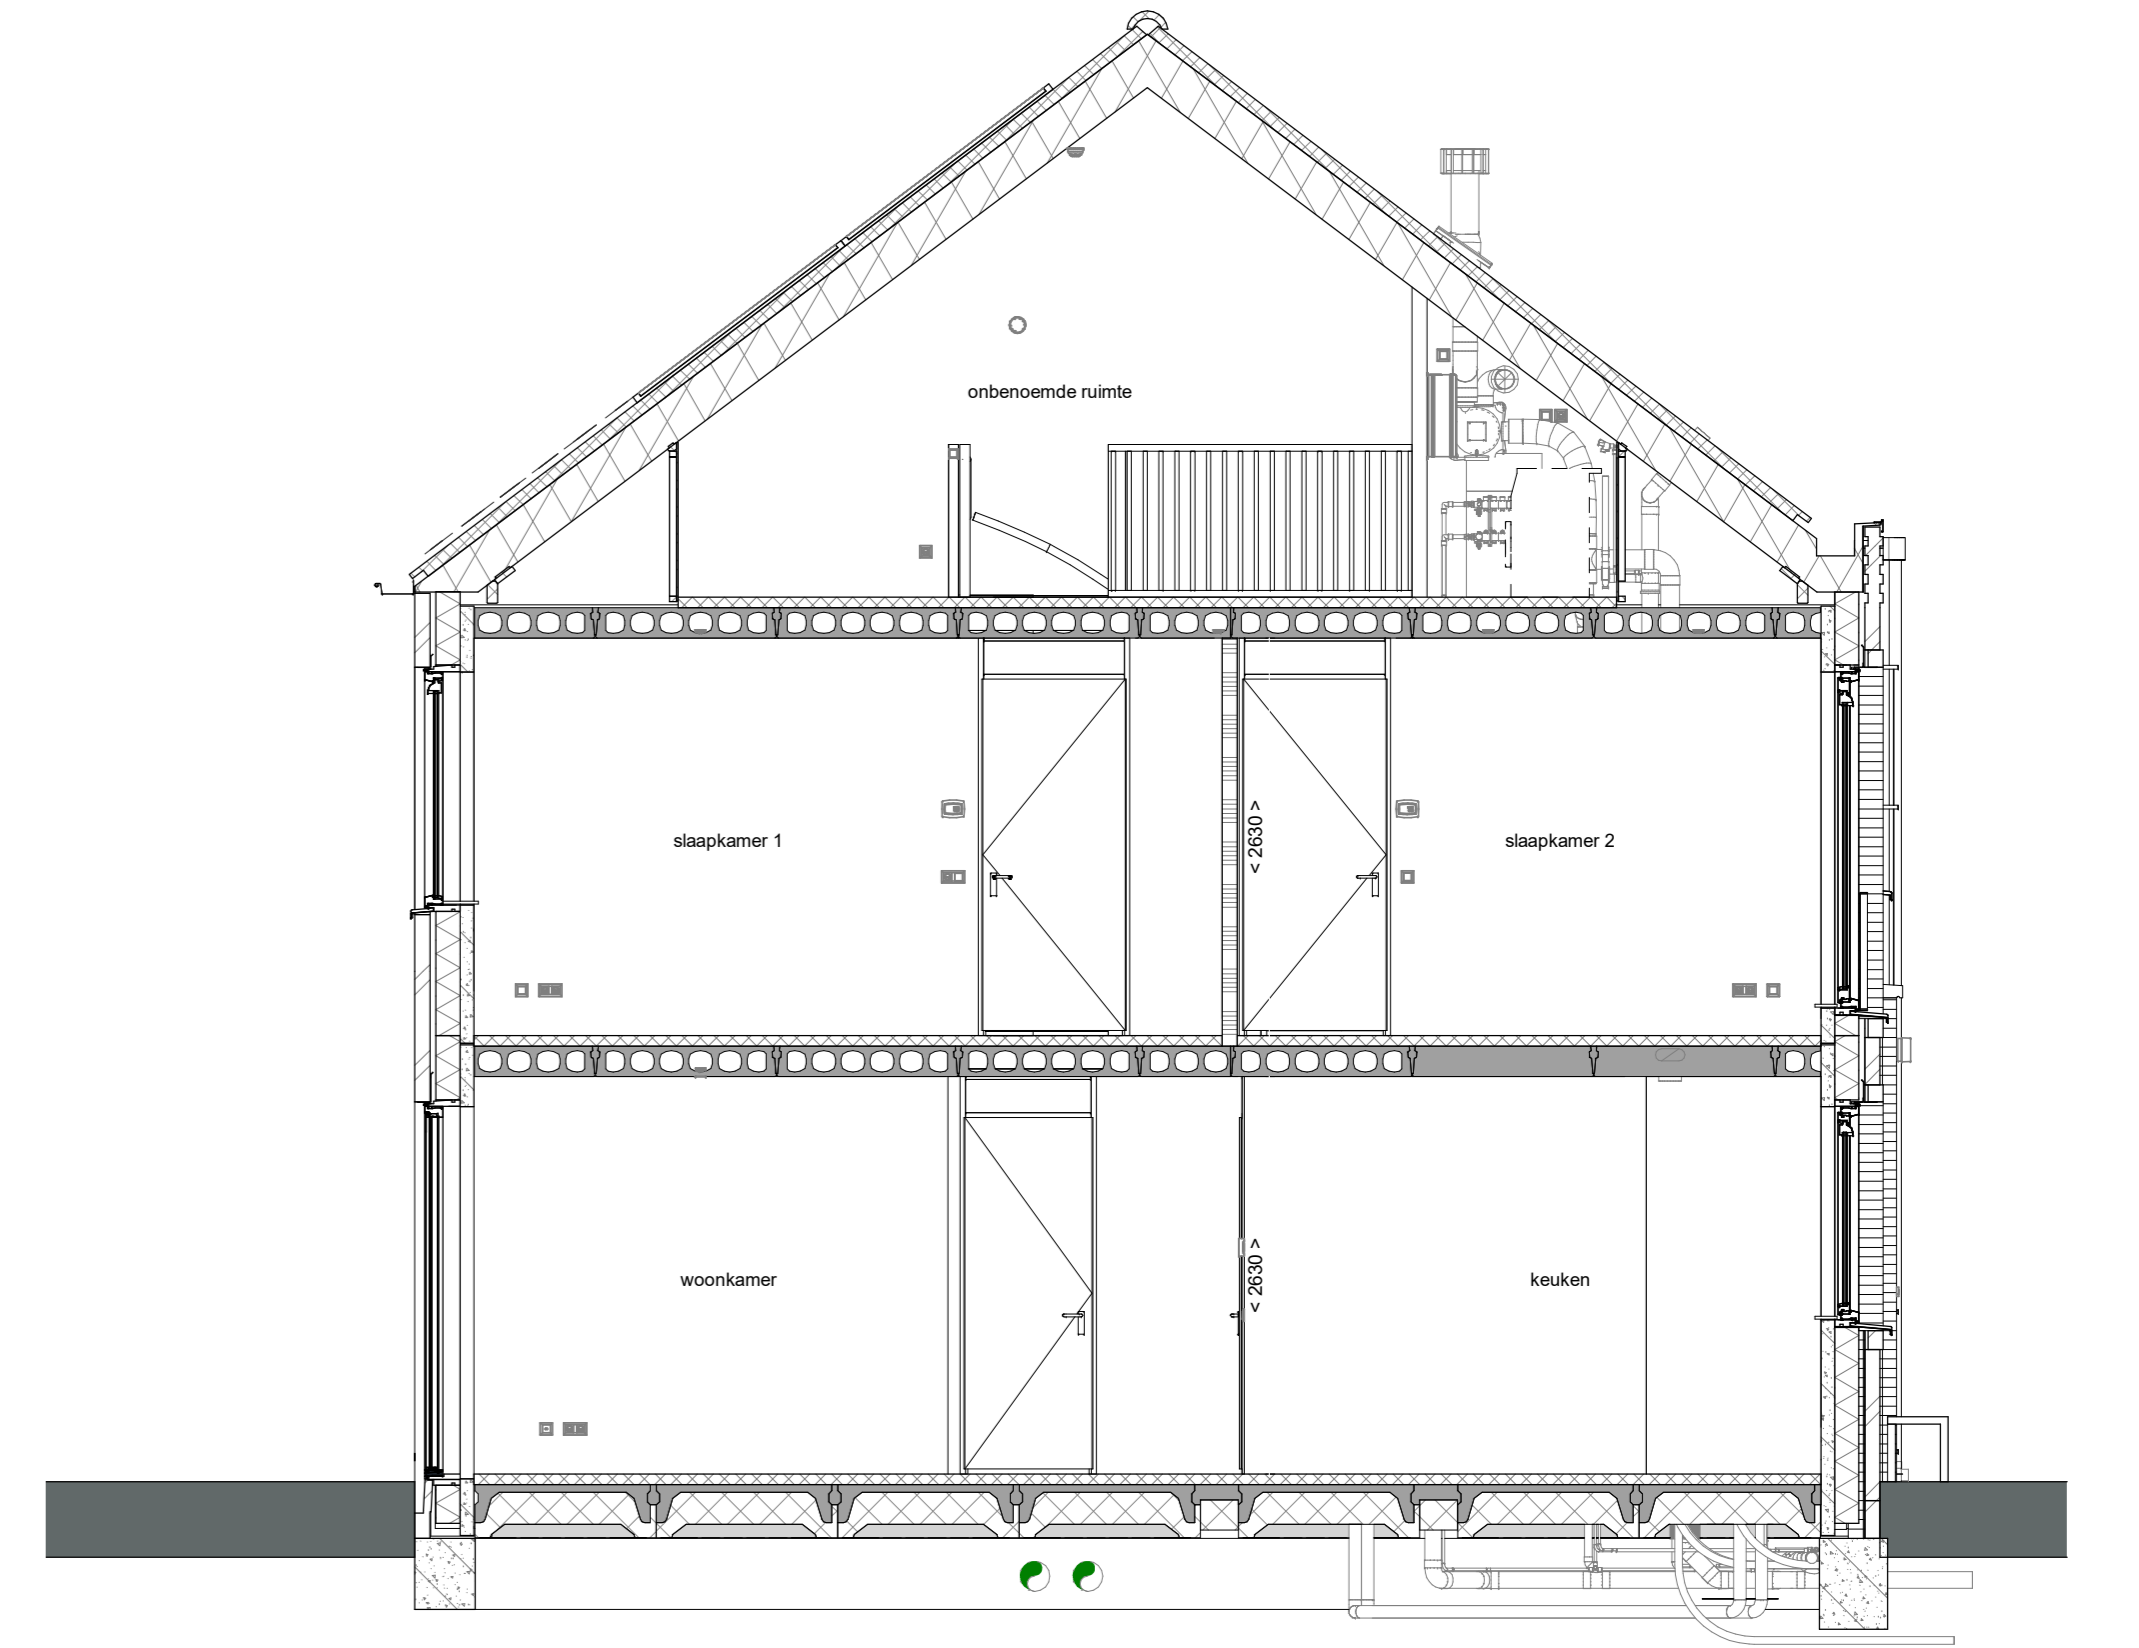 onbenoemde ruimte
slaapkamer 1
< 2630 >
slaapkamer 2
woonkamer
< 2630 >
keuken